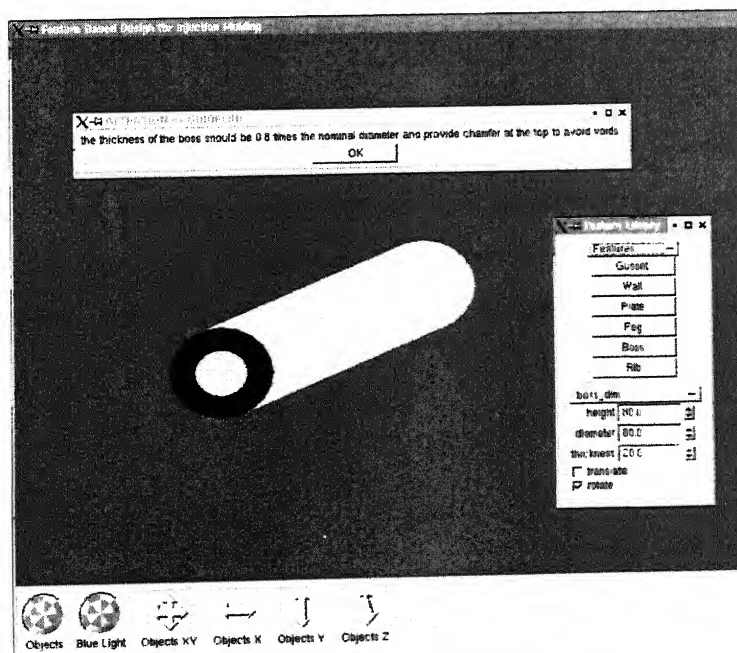 Feature Based Design for Injection Molding
the thickness of the boss should be 0.8 times the nominal diameter and provide chamfer at the top to avoid voids
OK
Feature Library
Features
Gusset
Wall
Plate
Peg
Boss
Rib
boss_dim
height 80.0
diameter 80.0
thickness 20.0
translate
rotate
Objects Blue Light Objects XY Objects X Objects Y Objects Z